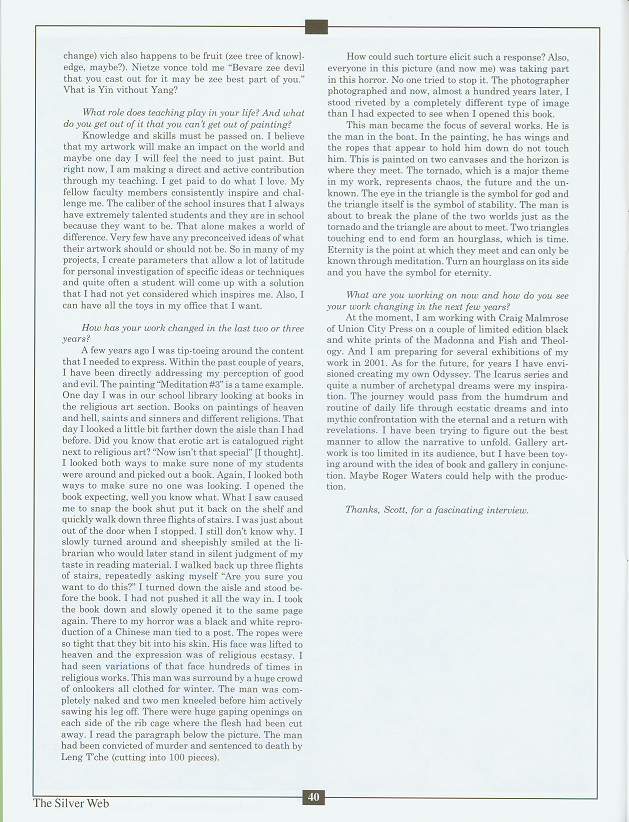 change) vich also happens to be fruit (zee tree of knowl-
edge, maybe?). Nietze vonce told me “Bevare zee devil
that you cast out for it may be zee best part of you.”
Vhat is Yin vithout Yang?
What role does teaching play in your life? And what
do you get out of it that you can't get out of painting?
Knowledge and skills must be passed on. I believe
that my artwork will make an impact on the world and
maybe one day I will feel the need to just paint. But
right now, I am making a direct and active contribution
through my teaching. I get paid to do what I love. My
fellow faculty members consistently inspire and chal-
lenge me. The caliber of the school insures that I always
have extremely talented students and they are in school
because they want to be. That alone makes a world of
difference. Very few have any preconceived ideas of what
their artwork should or should not be. So in many of my
projects, I create parameters that allow a lot of latitude
for personal investigation of specific ideas or techniques
and quite often a student will come up with a solution
that I had not yet considered which inspires me. Also, I
can have all the toys in my office that I want.
How has your work changed in the last two or three
years?
A few years ago I was tip-toeing around the content
that I needed to express. Within the past couple of years,
I have been directly addressing my perception of good
and evil. The painting “Meditation #3” is a tame example.
One day I was in our school library looking at books in
the religious art section. Books on paintings of heaven
and hell, saints and sinners and different religions. That
day I looked a little bit farther down the aisle than I had
before. Did you know that erotic art is catalogued right
next to religious art? “Now isn't that special” [I thought].
I looked both ways to make sure none of my students
were around and picked out a book. Again, I looked both
ways to make sure no one was looking. I opened the
book expecting, well you know what. What I saw caused
me to snap the book shut put it back on the shelf and
quickly walk down three flights of stairs. I was just about
out of the door when I stopped. I still don't know why. I
slowly turned around and sheepishly smiled at the li-
brarian who would later stand in silent judgment of my
taste in reading material. I walked back up three flights
of stairs, repeatedly asking myself “Are you sure you
want to do this?” I turned down the aisle and stood be-
fore the book. I had not pushed it all the way in. I took
the book down and slowly opened it to the same page
again. There to my horror was a black and white repro-
duction of a Chinese man tied to a post. The ropes were
so tight that they bit into his skin. His face was lifted to
heaven and the expression was of religious ecstasy. I
had seen variations of that face hundreds of times in
religious works. This man was surround by a huge crowd
of onlookers all clothed for winter. The man was com-
pletely naked and two men kneeled before him actively
sawing his leg off. There were huge gaping openings on
each side of the rib cage where the flesh had been cut
away. I read the paragraph below the picture. The man
had been convicted of murder and sentenced to death by
Leng T'che (cutting into 100 pieces).
How could such torture elicit such a response? Also,
everyone in this picture (and now me) was taking part
in this horror. No one tried to stop it. The photographer
photographed and now, almost a hundred years later, I
stood riveted by a completely different type of image
than I had expected to see when I opened this book.
This man became the focus of several works. He is
the man in the boat. In the painting, he has wings and
the ropes that appear to hold him down do not touch
him. This is painted on two canvases and the horizon is
where they meet. The tornado, which is a major theme
in my work, represents chaos, the future and the un-
known. The eye in the triangle is the symbol for god and
the triangle itself is the symbol of stability. The man is
about to break the plane of the two worlds just as the
tornado and the triangle are about to meet. Two triangles
touching end to end form an hourglass, which is time.
Eternity is the point at which they meet and can only be
known through meditation. Turn an hourglass on its side
and you have the symbol for eternity.
What are you working on now and how do you see
your work changing in the next few years?
At the moment, I am working with Craig Malmrose
of Union City Press on a couple of limited edition black
and white prints of the Madonna and Fish and Theol-
ogy. And I am preparing for several exhibitions of my
work in 2001. As for the future, for years I have envi-
sioned creating my own Odyssey. The Icarus series and
quite a number of archetypal dreams were my inspira-
tion. The journey would pass from the humdrum and
routine of daily life through ecstatic dreams and into
mythic confrontation with the eternal and a return with
revelations. I have been trying to figure out the best
manner to allow the narrative to unfold. Gallery art-
work is too limited in its audience, but I have been toy-
ing around with the idea of book and gallery in conjunc-
tion. Maybe Roger Waters could help with the produc-
tion.
Thanks, Scott, for a fascinating interview.
The Silver Web
40